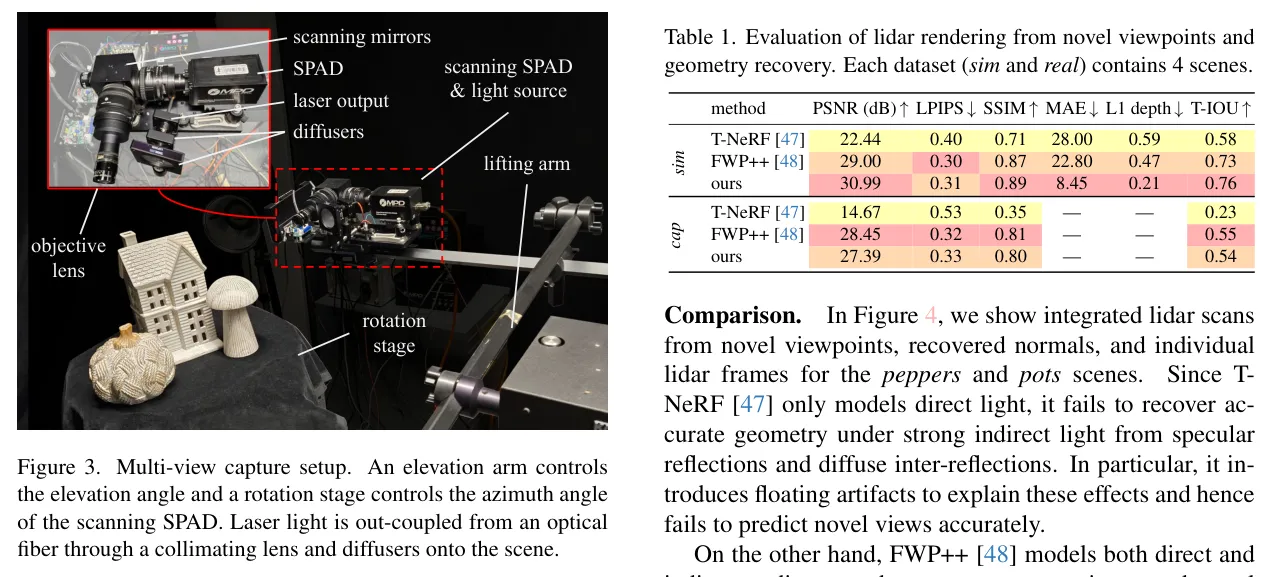 scanning mirrors
SPAD
laser output
diffusers
scanning SPAD
& light source
lifting arm
objective
lens
rotation
stage
MPD
MPD
Figure 3. Multi-view capture setup. An elevation arm controls
the elevation angle and a rotation stage controls the azimuth angle
of the scanning SPAD. Laser light is out-coupled from an optical
fiber through a collimating lens and diffusers onto the scene.
Table 1. Evaluation of lidar rendering from novel viewpoints and
geometry recovery. Each dataset (sim and real) contains 4 scenes.
method PSNR (dB)↑ LPIPS↓ SSIM↑ MAE↓ L1 depth↓ T-IOU↑
sim
T-NeRF [47] 22.44 0.40 0.71 28.00 0.59 0.58
FWP++ [48] 29.00 0.30 0.87 22.80 0.47 0.73
ours 30.99 0.31 0.89 8.45 0.21 0.76
cap
T-NeRF [47] 14.67 0.53 0.35 — — 0.23
FWP++ [48] 28.45 0.32 0.81 — — 0.55
ours 27.39 0.33 0.80 — — 0.54
Comparison. In Figure 4, we show integrated lidar scans
from novel viewpoints, recovered normals, and individual
lidar frames for the peppers and pots scenes. Since T-
NeRF [47] only models direct light, it fails to recover ac-
curate geometry under strong indirect light from specular
reflections and diffuse inter-reflections. In particular, it in-
troduces floating artifacts to explain these effects and hence
fails to predict novel views accurately.
On the other hand, FWP++ [48] models both direct and